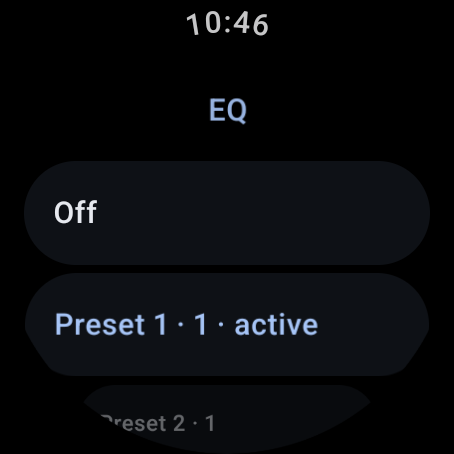 10:46
EQ
Off
Preset 1 · 1 · active
Preset 2 · 1